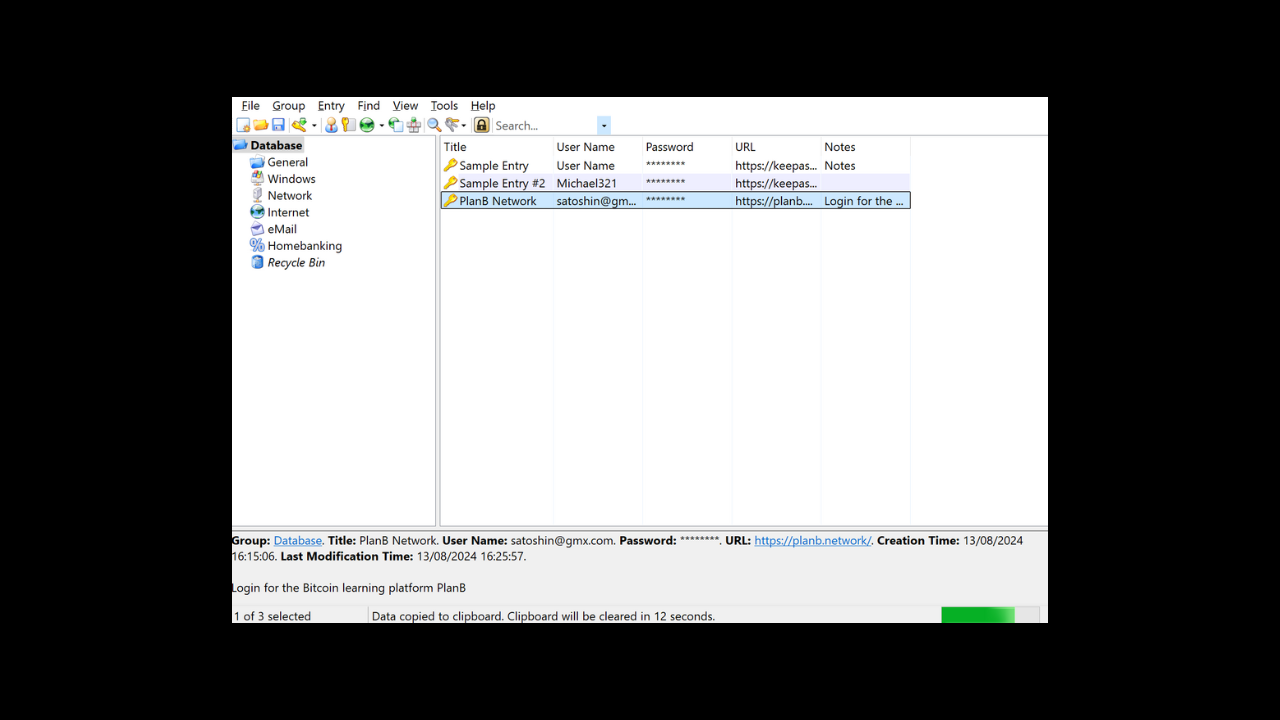 File Group Entry Find View Tools Help
Search...
Database
General
Windows
Network
Internet
eMail
Homebanking
Recycle Bin
Title User Name Password URL Notes
Sample Entry User Name ******** https://keepas... Notes
Sample Entry #2 Michael321 ******** https://keepas...
PlanB Network satoshin@gm... ******** https://planb.... Login for the ...
Group: Database. Title: PlanB Network. User Name: satoshin@gmx.com. Password: ********. URL: https://planb.network/. Creation Time: 13/08/2024
16:15:06. Last Modification Time: 13/08/2024 16:25:57.
Login for the Bitcoin learning platform PlanB
1 of 3 selected Data copied to clipboard. Clipboard will be cleared in 12 seconds.